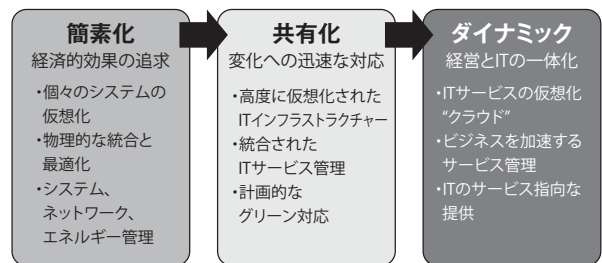 簡素化
経済的効果の追求
・個々のシステムの
仮想化
・物理的な統合と
最適化
・システム、
ネットワーク、
エネルギー管理
共有化
変化への迅速な対応
・高度に仮想化された
ITインフラストラクチャー
・統合された
ITサービス管理
・計画的な
グリーン対応
ダイナミック
経営とITの一体化
・ITサービスの仮想化
“クラウド”
・ビジネスを加速する
サービス管理
・ITのサービス指向な
提供